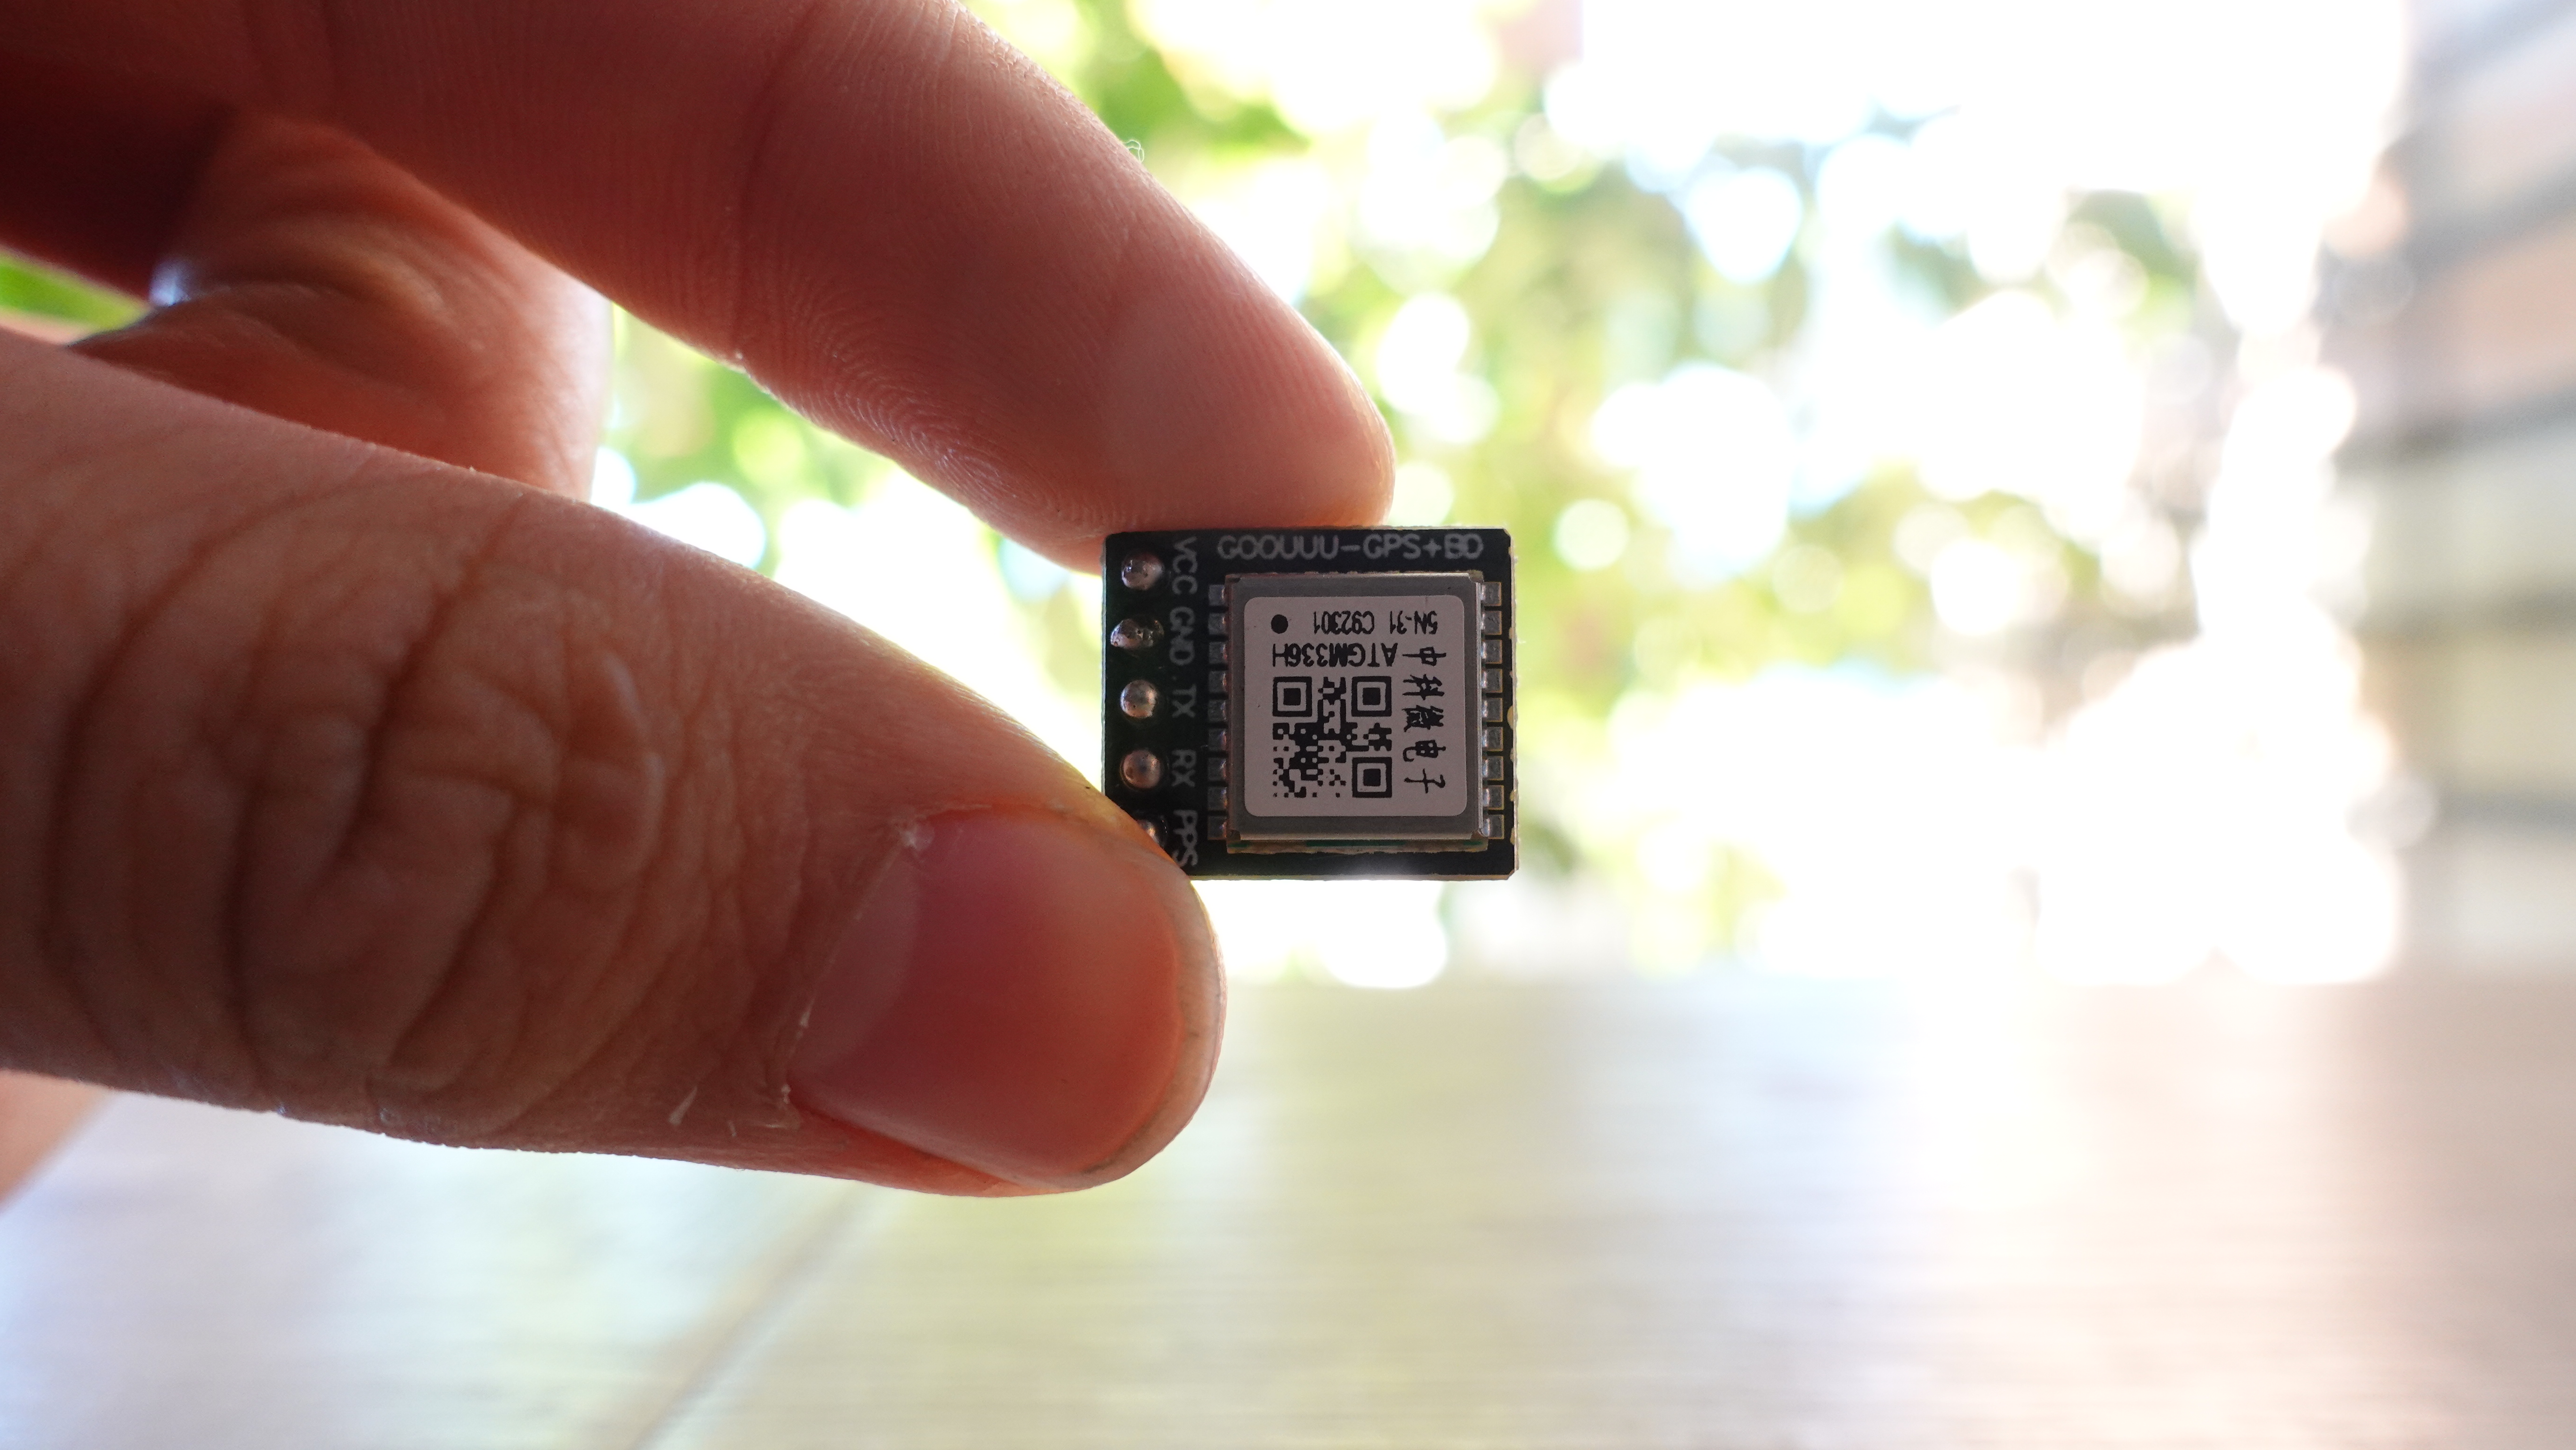 GOOUUU-GPS+BD
VCC
GND
TX
RX
PPS
中科微电子
ATGM336H
5N-31 C92301